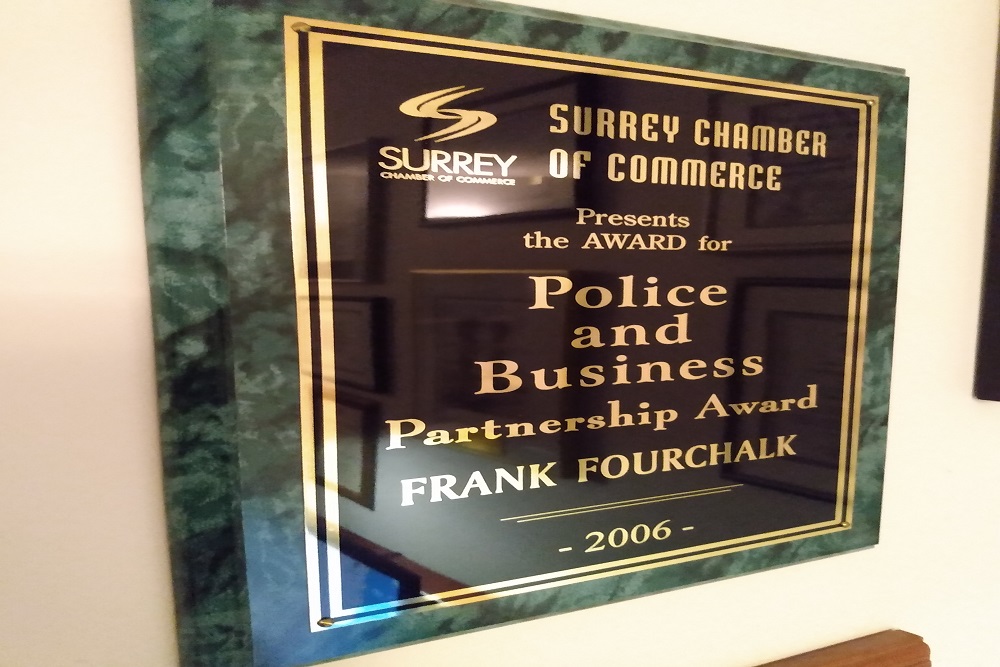 SURREY
CHAMBER OF COMMERCE
SURREY CHAMBER
OF COMMERCE
Presents
the AWARD for
Police
and
Business
Partnership Award
FRANK FOURCHALK
- 2006 -